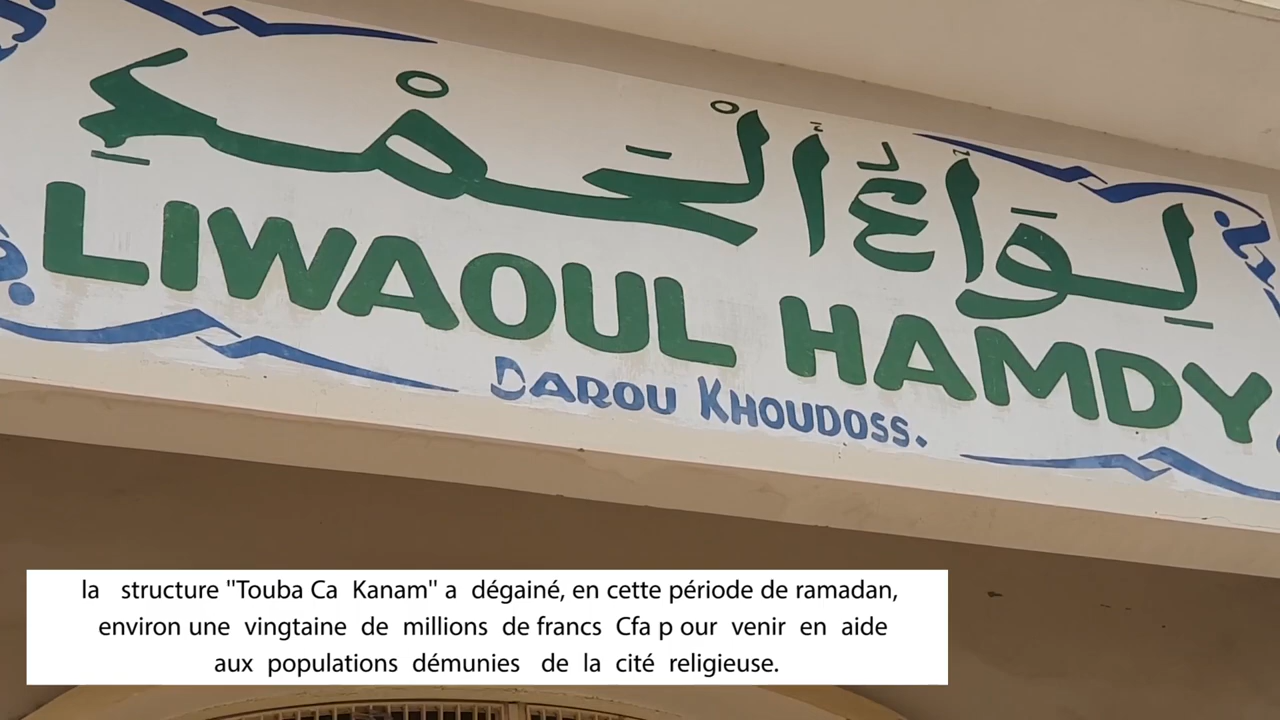 لِوَاءُ الْحَمْدِ
LIWAOUL HAMDY
DAROU KHOUDOSS.
la structure "Touba Ca Kanam" a dégainé, en cette période de ramadan,
environ une vingtaine de millions de francs Cfa p our venir en aide
aux populations démunies de la cité religieuse.